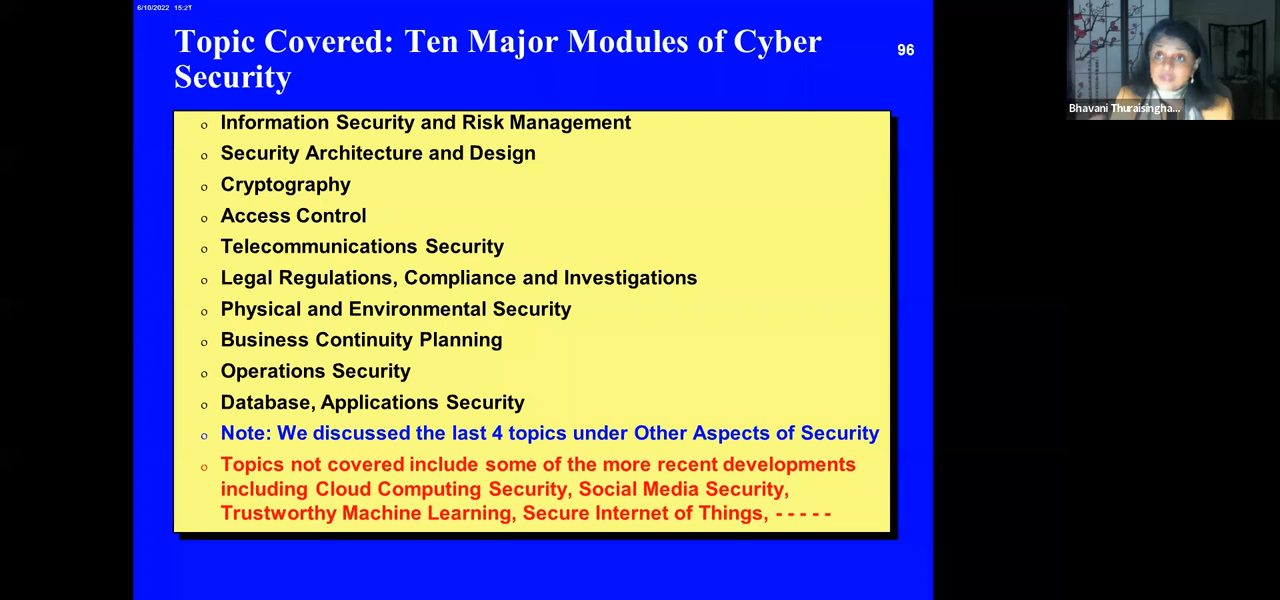 6/10/2022 15:21
Topic Covered: Ten Major Modules of Cyber
Security
96
Bhavani Thuraisingha...
o Information Security and Risk Management
o Security Architecture and Design
o Cryptography
o Access Control
o Telecommunications Security
o Legal Regulations, Compliance and Investigations
o Physical and Environmental Security
o Business Continuity Planning
o Operations Security
o Database, Applications Security
o Note: We discussed the last 4 topics under Other Aspects of Security
o Topics not covered include some of the more recent developments
including Cloud Computing Security, Social Media Security,
Trustworthy Machine Learning, Secure Internet of Things, - - - - -